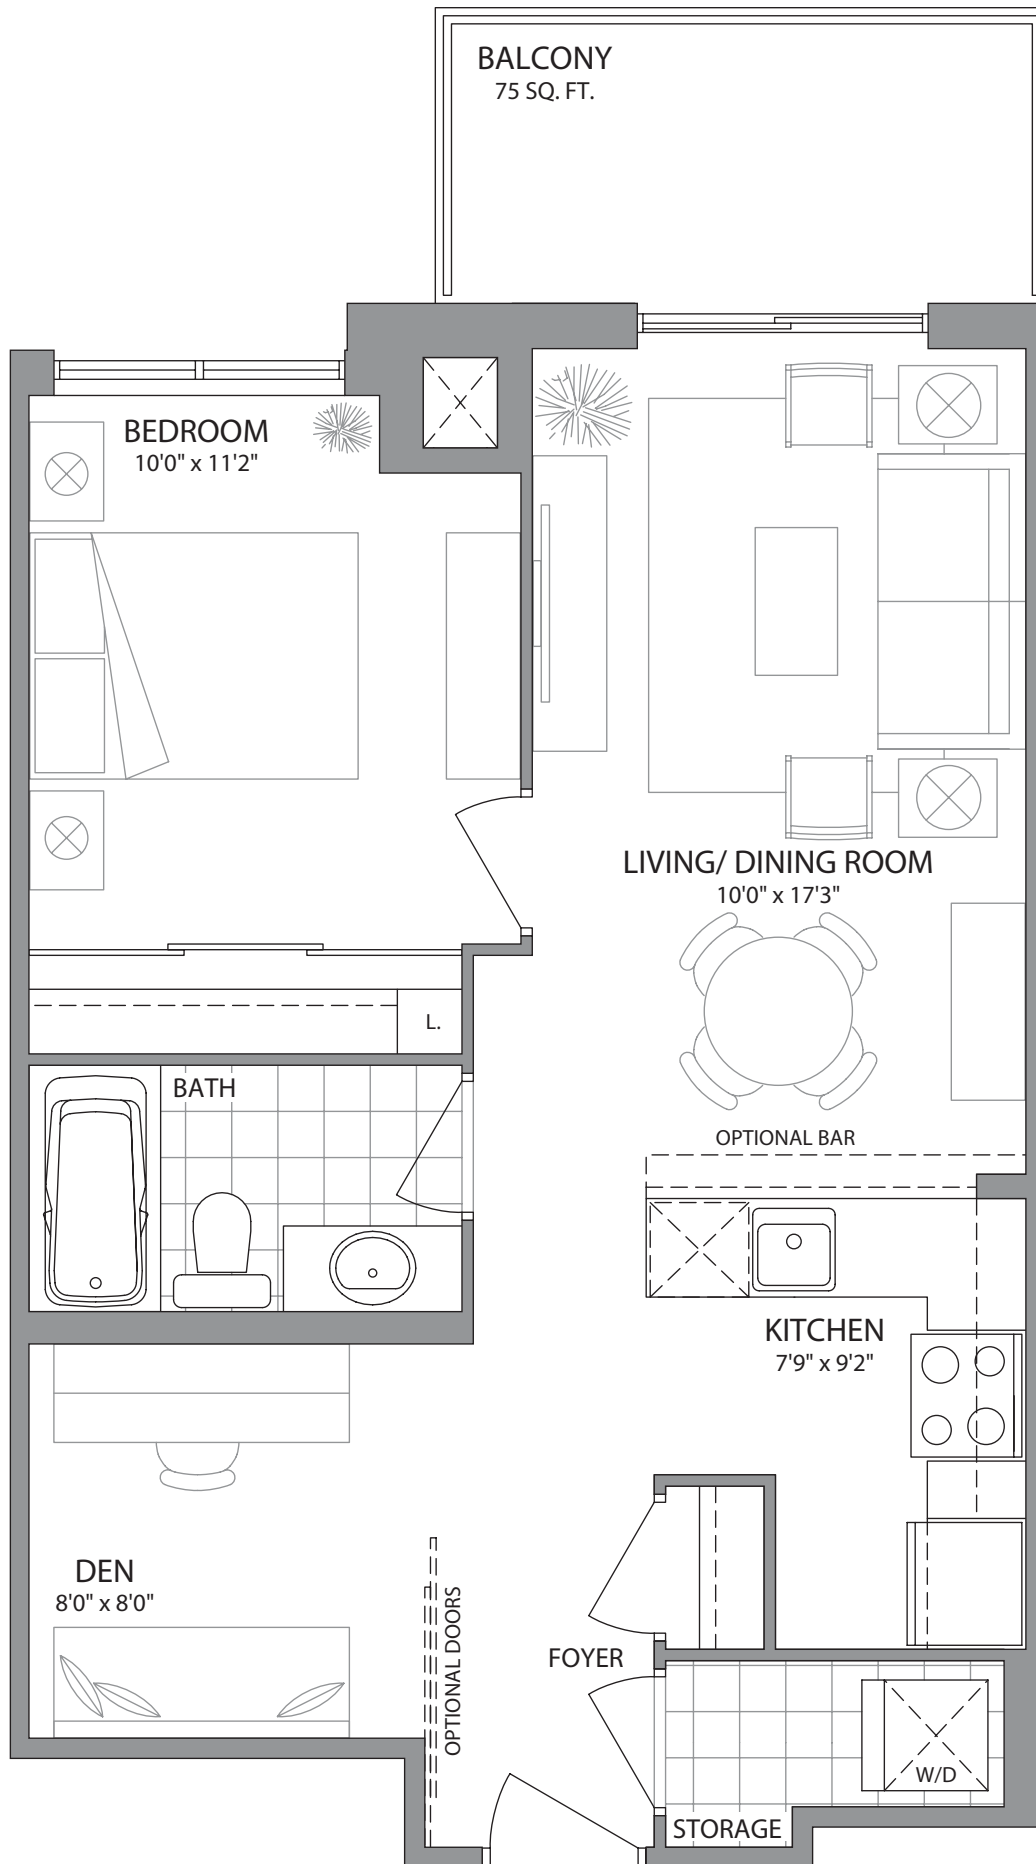 BALCONY
75 SQ. FT.
BEDROOM
10'0" x 11'2"
LIVING/ DINING ROOM
10'0" x 17'3"
L.
BATH
OPTIONAL BAR
KITCHEN
7'9" x 9'2"
DEN
8'0" x 8'0"
OPTIONAL DOORS
FOYER
W/D
STORAGE